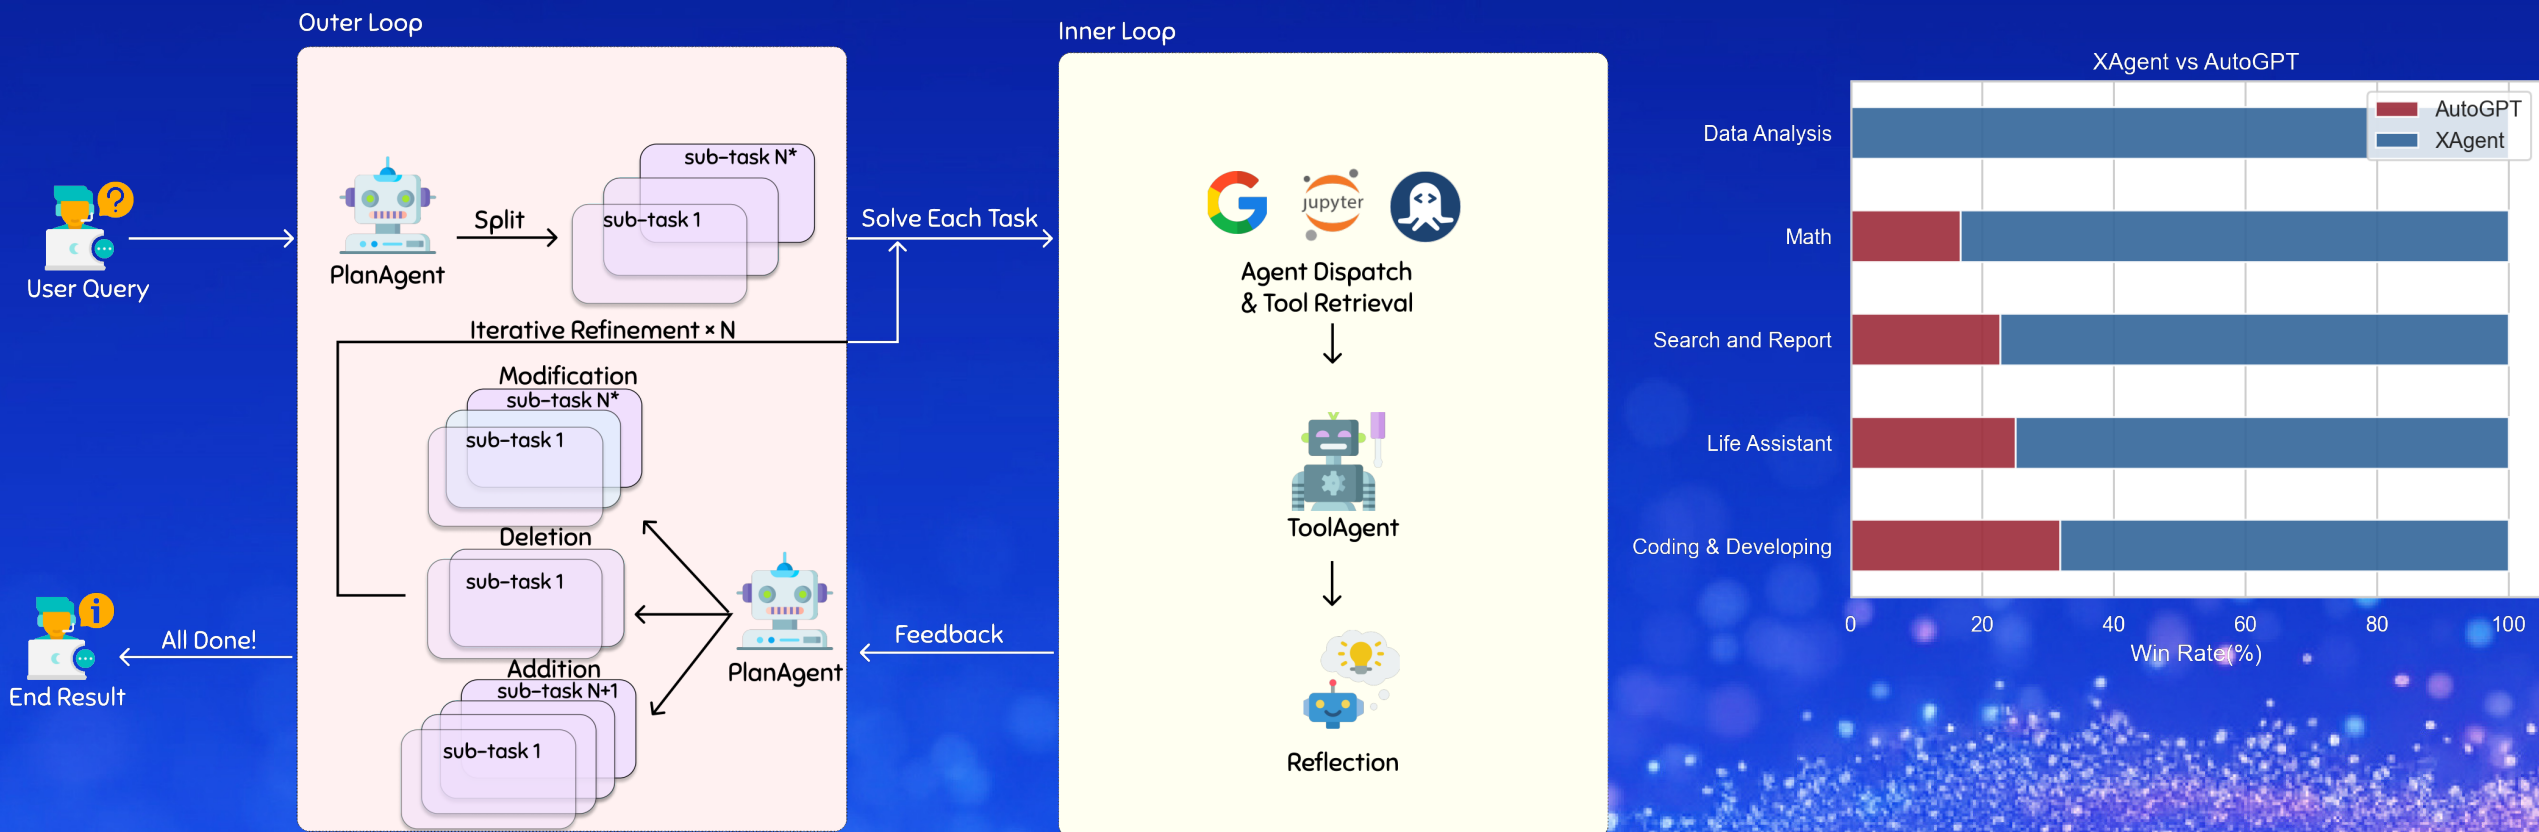 Outer Loop
User Query
PlanAgent
Split
sub-task N*
sub-task 1
Solve Each Task
Iterative Refinement × N
Modification
sub-task N*
sub-task 1
Deletion
sub-task 1
Addition
sub-task N+1
sub-task 1
PlanAgent
Feedback
All Done!
End Result
Inner Loop
jupyter
Agent Dispatch
& Tool Retrieval
ToolAgent
Reflection
XAgent vs AutoGPT
AutoGPT
XAgent
Data Analysis
Math
Search and Report
Life Assistant
Coding & Developing
0 20 40 60 80 100
Win Rate(%)